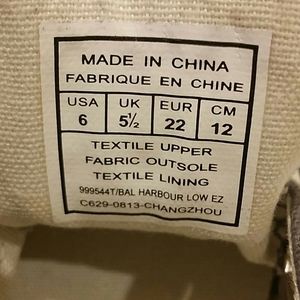 MADE IN CHINA
FABRIQUE EN CHINE
USA UK EUR CM
6 5½ 22 12
TEXTILE UPPER
FABRIC OUTSOLE
TEXTILE LINING
999544T/BAL HARBOUR LOW EZ
C629-0813-CHANGZHOU